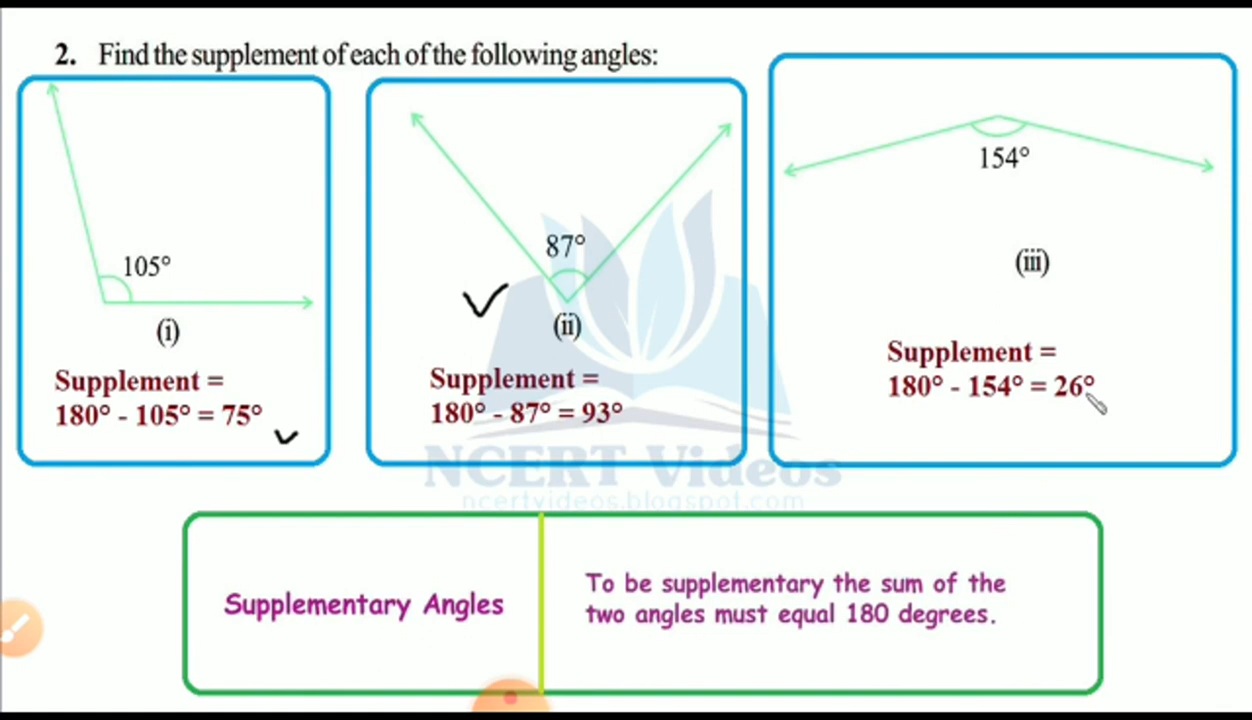 2. Find the supplement of each of the following angles:
105°
(i)
Supplement =
180° - 105° = 75°
87°
(ii)
Supplement =
180° - 87° = 93°
154°
(iii)
Supplement =
180° - 154° = 26°
NCERT Videos
ncertvideos.blogspot.com
Supplementary Angles
To be supplementary the sum of the
two angles must equal 180 degrees.